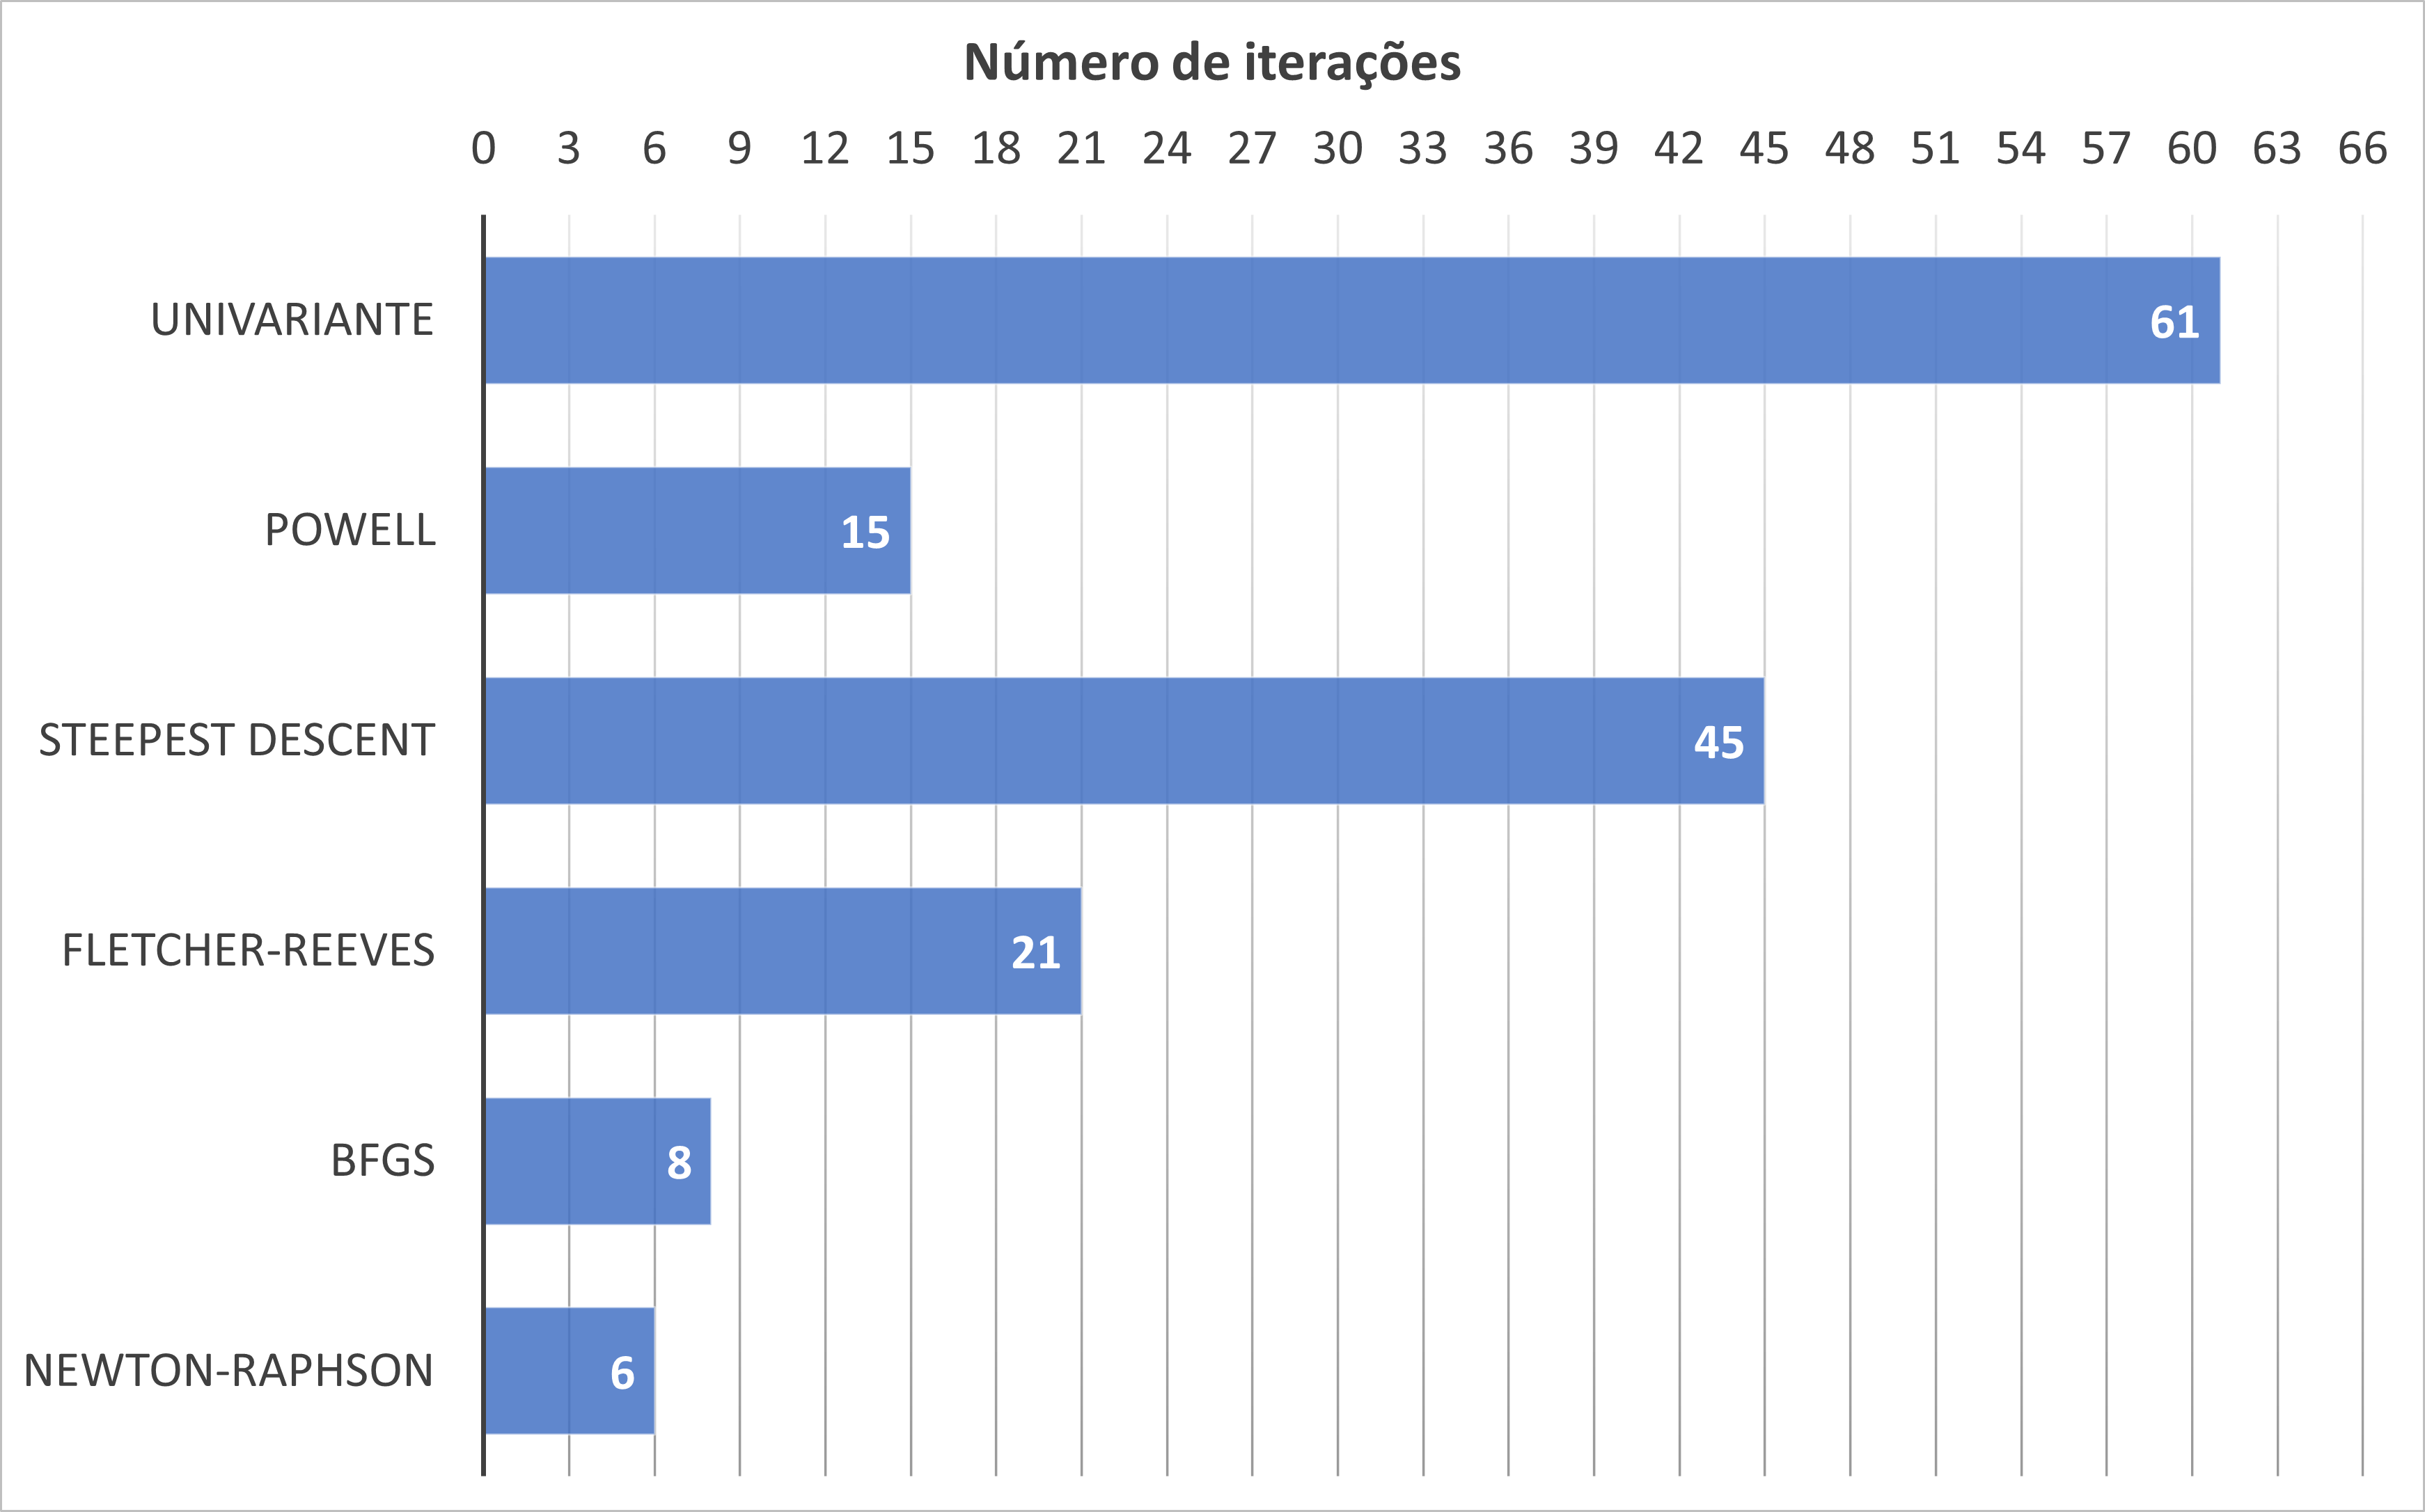 Número de iterações
0 3 6 9 12 15 18 21 24 27 30 33 36 39 42 45 48 51 54 57 60 63 66
UNIVARIANTE 61
POWELL 15
STEEPEST DESCENT 45
FLETCHER-REEVES 21
BFGS 8
NEWTON-RAPHSON 6